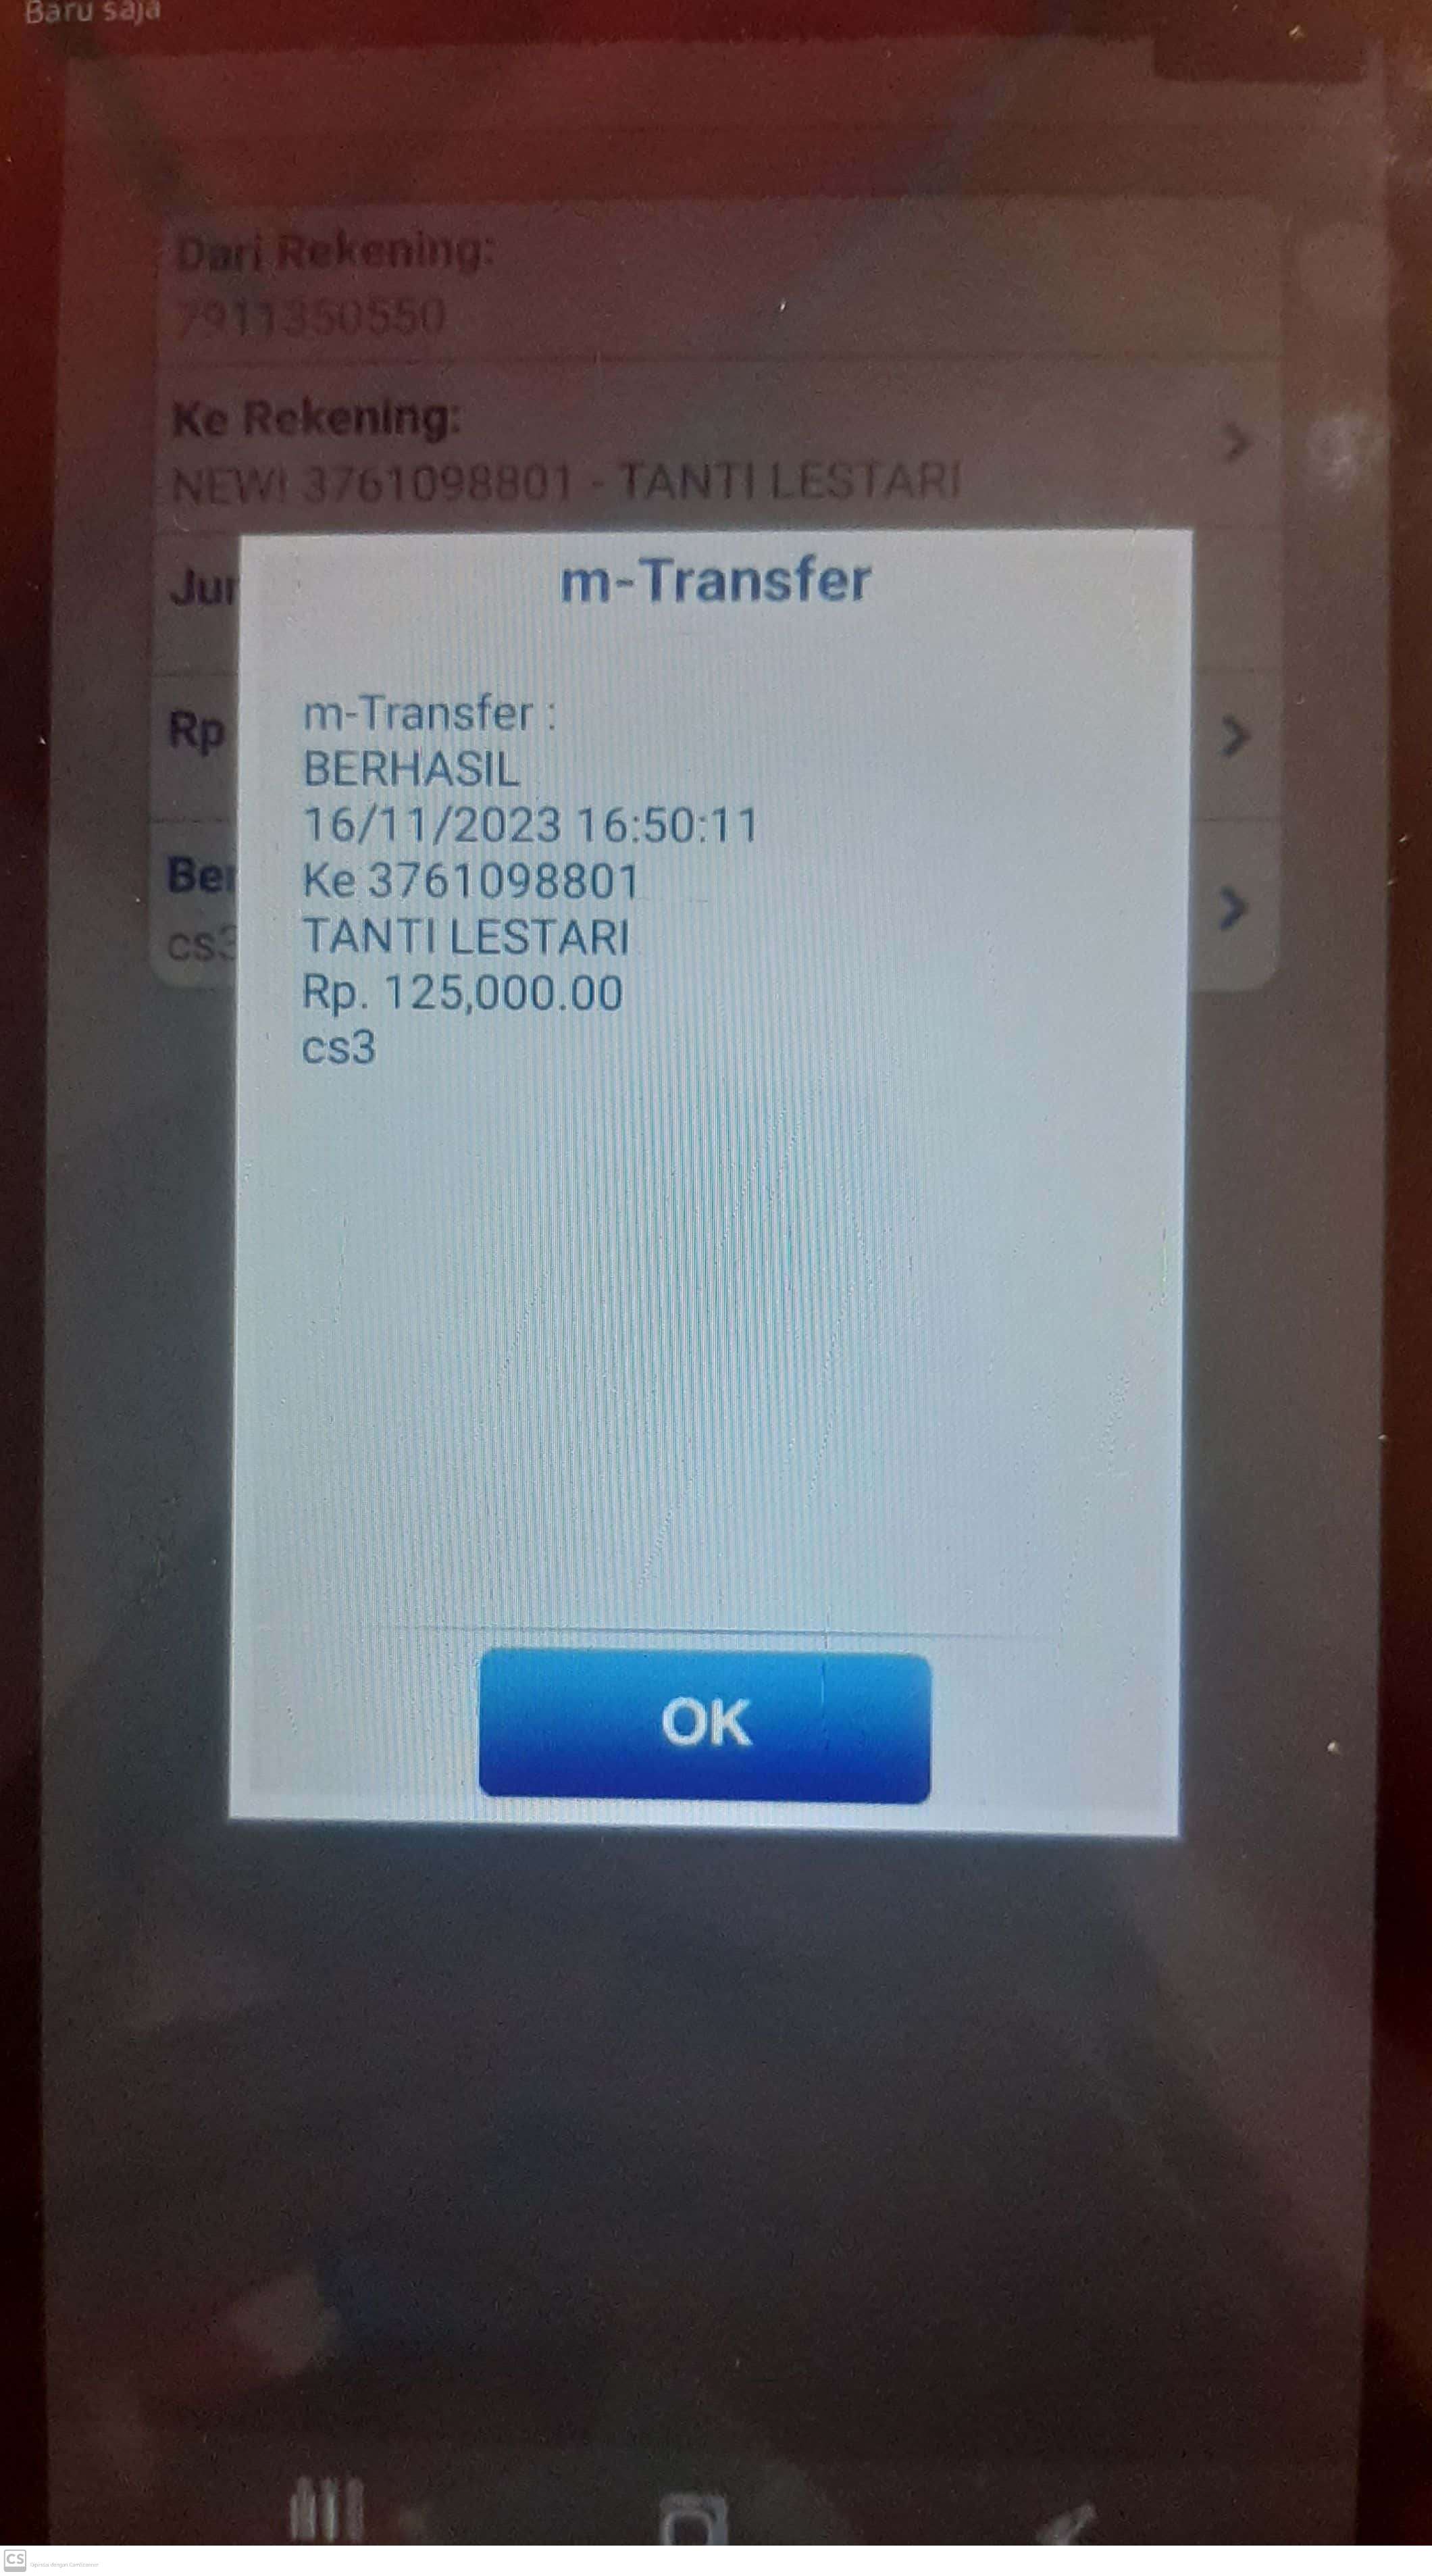 Baru saja
Dari Rekening:
7911350550
Ke Rekening:
NEW! 3761098801 - TANTI LESTARI
Jur
Rp
Ber
cs3
m-Transfer
m-Transfer :
BERHASIL
16/11/2023 16:50:11
Ke 3761098801
TANTI LESTARI
Rp. 125,000.00
cs3
OK
CS